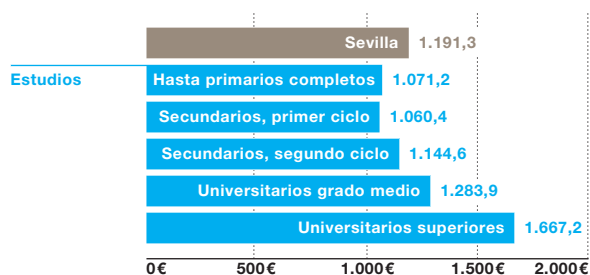 Sevilla 1.191,3
Estudios Hasta primarios completos 1.071,2
Secundarios, primer ciclo 1.060,4
Secundarios, segundo ciclo 1.144,6
Universitarios grado medio 1.283,9
Universitarios superiores 1.667,2
0€ 500€ 1.000€ 1.500€ 2.000€